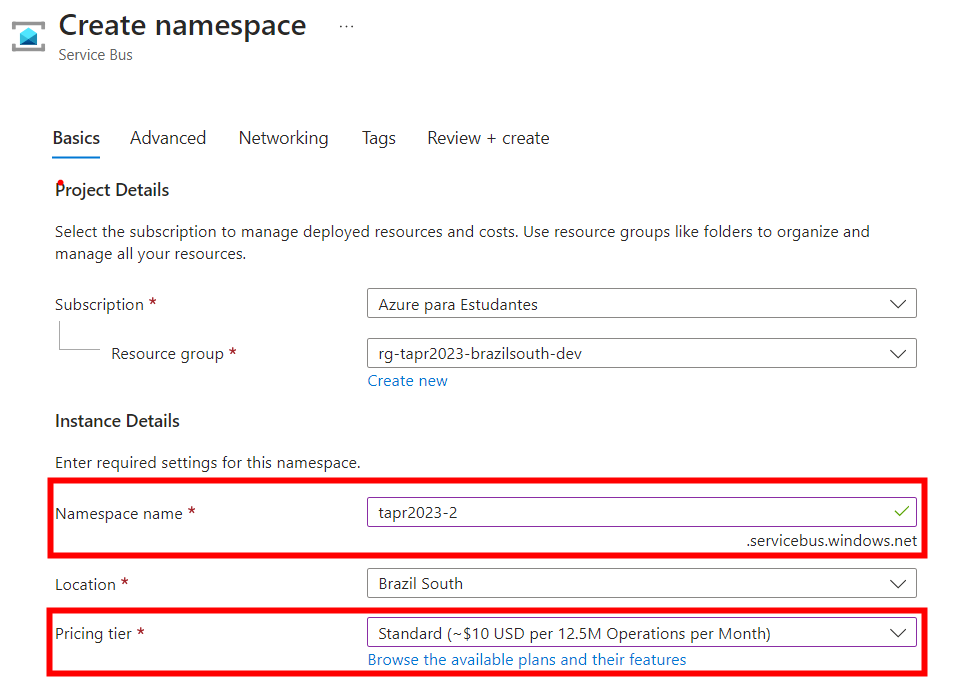 Create namespace ...
Service Bus
Basics Advanced Networking Tags Review + create
Project Details
Select the subscription to manage deployed resources and costs. Use resource groups like folders to organize and
manage all your resources.
Subscription * Azure para Estudantes
Resource group * rg-tapr2023-brazilsouth-dev
Create new
Instance Details
Enter required settings for this namespace.
Namespace name * tapr2023-2
.servicebus.windows.net
Location * Brazil South
Pricing tier * Standard (~$10 USD per 12.5M Operations per Month)
Browse the available plans and their features